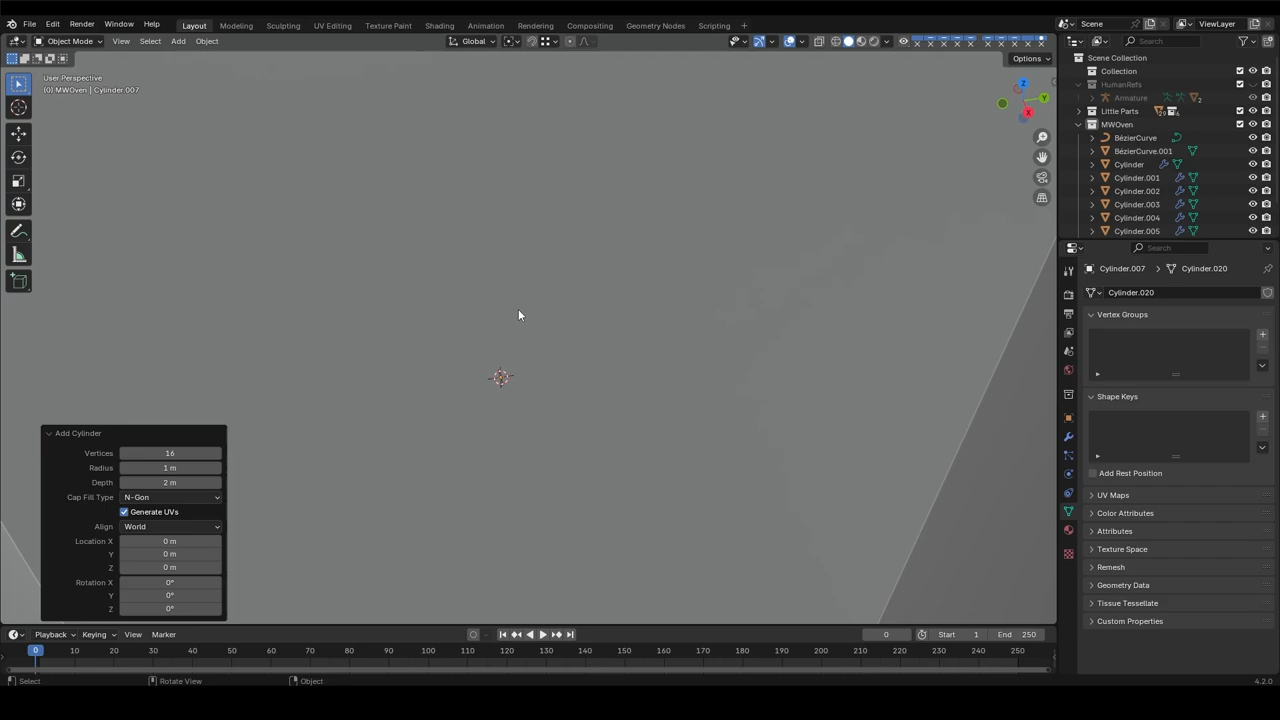 File Edit Render Window Help Layout Modeling Sculpting UV Editing Texture Paint Shading Animation Rendering Compositing Geometry Nodes Scripting Scene ViewLayer
Object Mode View Select Add Object Global Search
Options
User Perspective
(0) MWOven | Cylinder.007
Z
Y
X
Scene Collection
Collection
HumanRefs
Armature 2
Little Parts
MWOven
BézierCurve
BézierCurve.001
Cylinder
Cylinder.001
Cylinder.002
Cylinder.003
Cylinder.004
Cylinder.005
Search
Cylinder.007 > Cylinder.020
Cylinder.020
Vertex Groups
Shape Keys
Add Rest Position
UV Maps
Color Attributes
Attributes
Texture Space
Remesh
Geometry Data
Tissue Tessellate
Custom Properties
Add Cylinder
Vertices 16
Radius 1 m
Depth 2 m
Cap Fill Type N-Gon
Generate UVs
Align World
Location X 0 m
Y 0 m
Z 0 m
Rotation X 0°
Y 0°
Z 0°
Playback Keying View Marker 0 Start 1 End 250
0 10 20 30 40 50 60 70 80 90 100 110 120 130 140 150 160 170 180 190 200 210 220 230 240 250
Select Rotate View Object 4.2.0